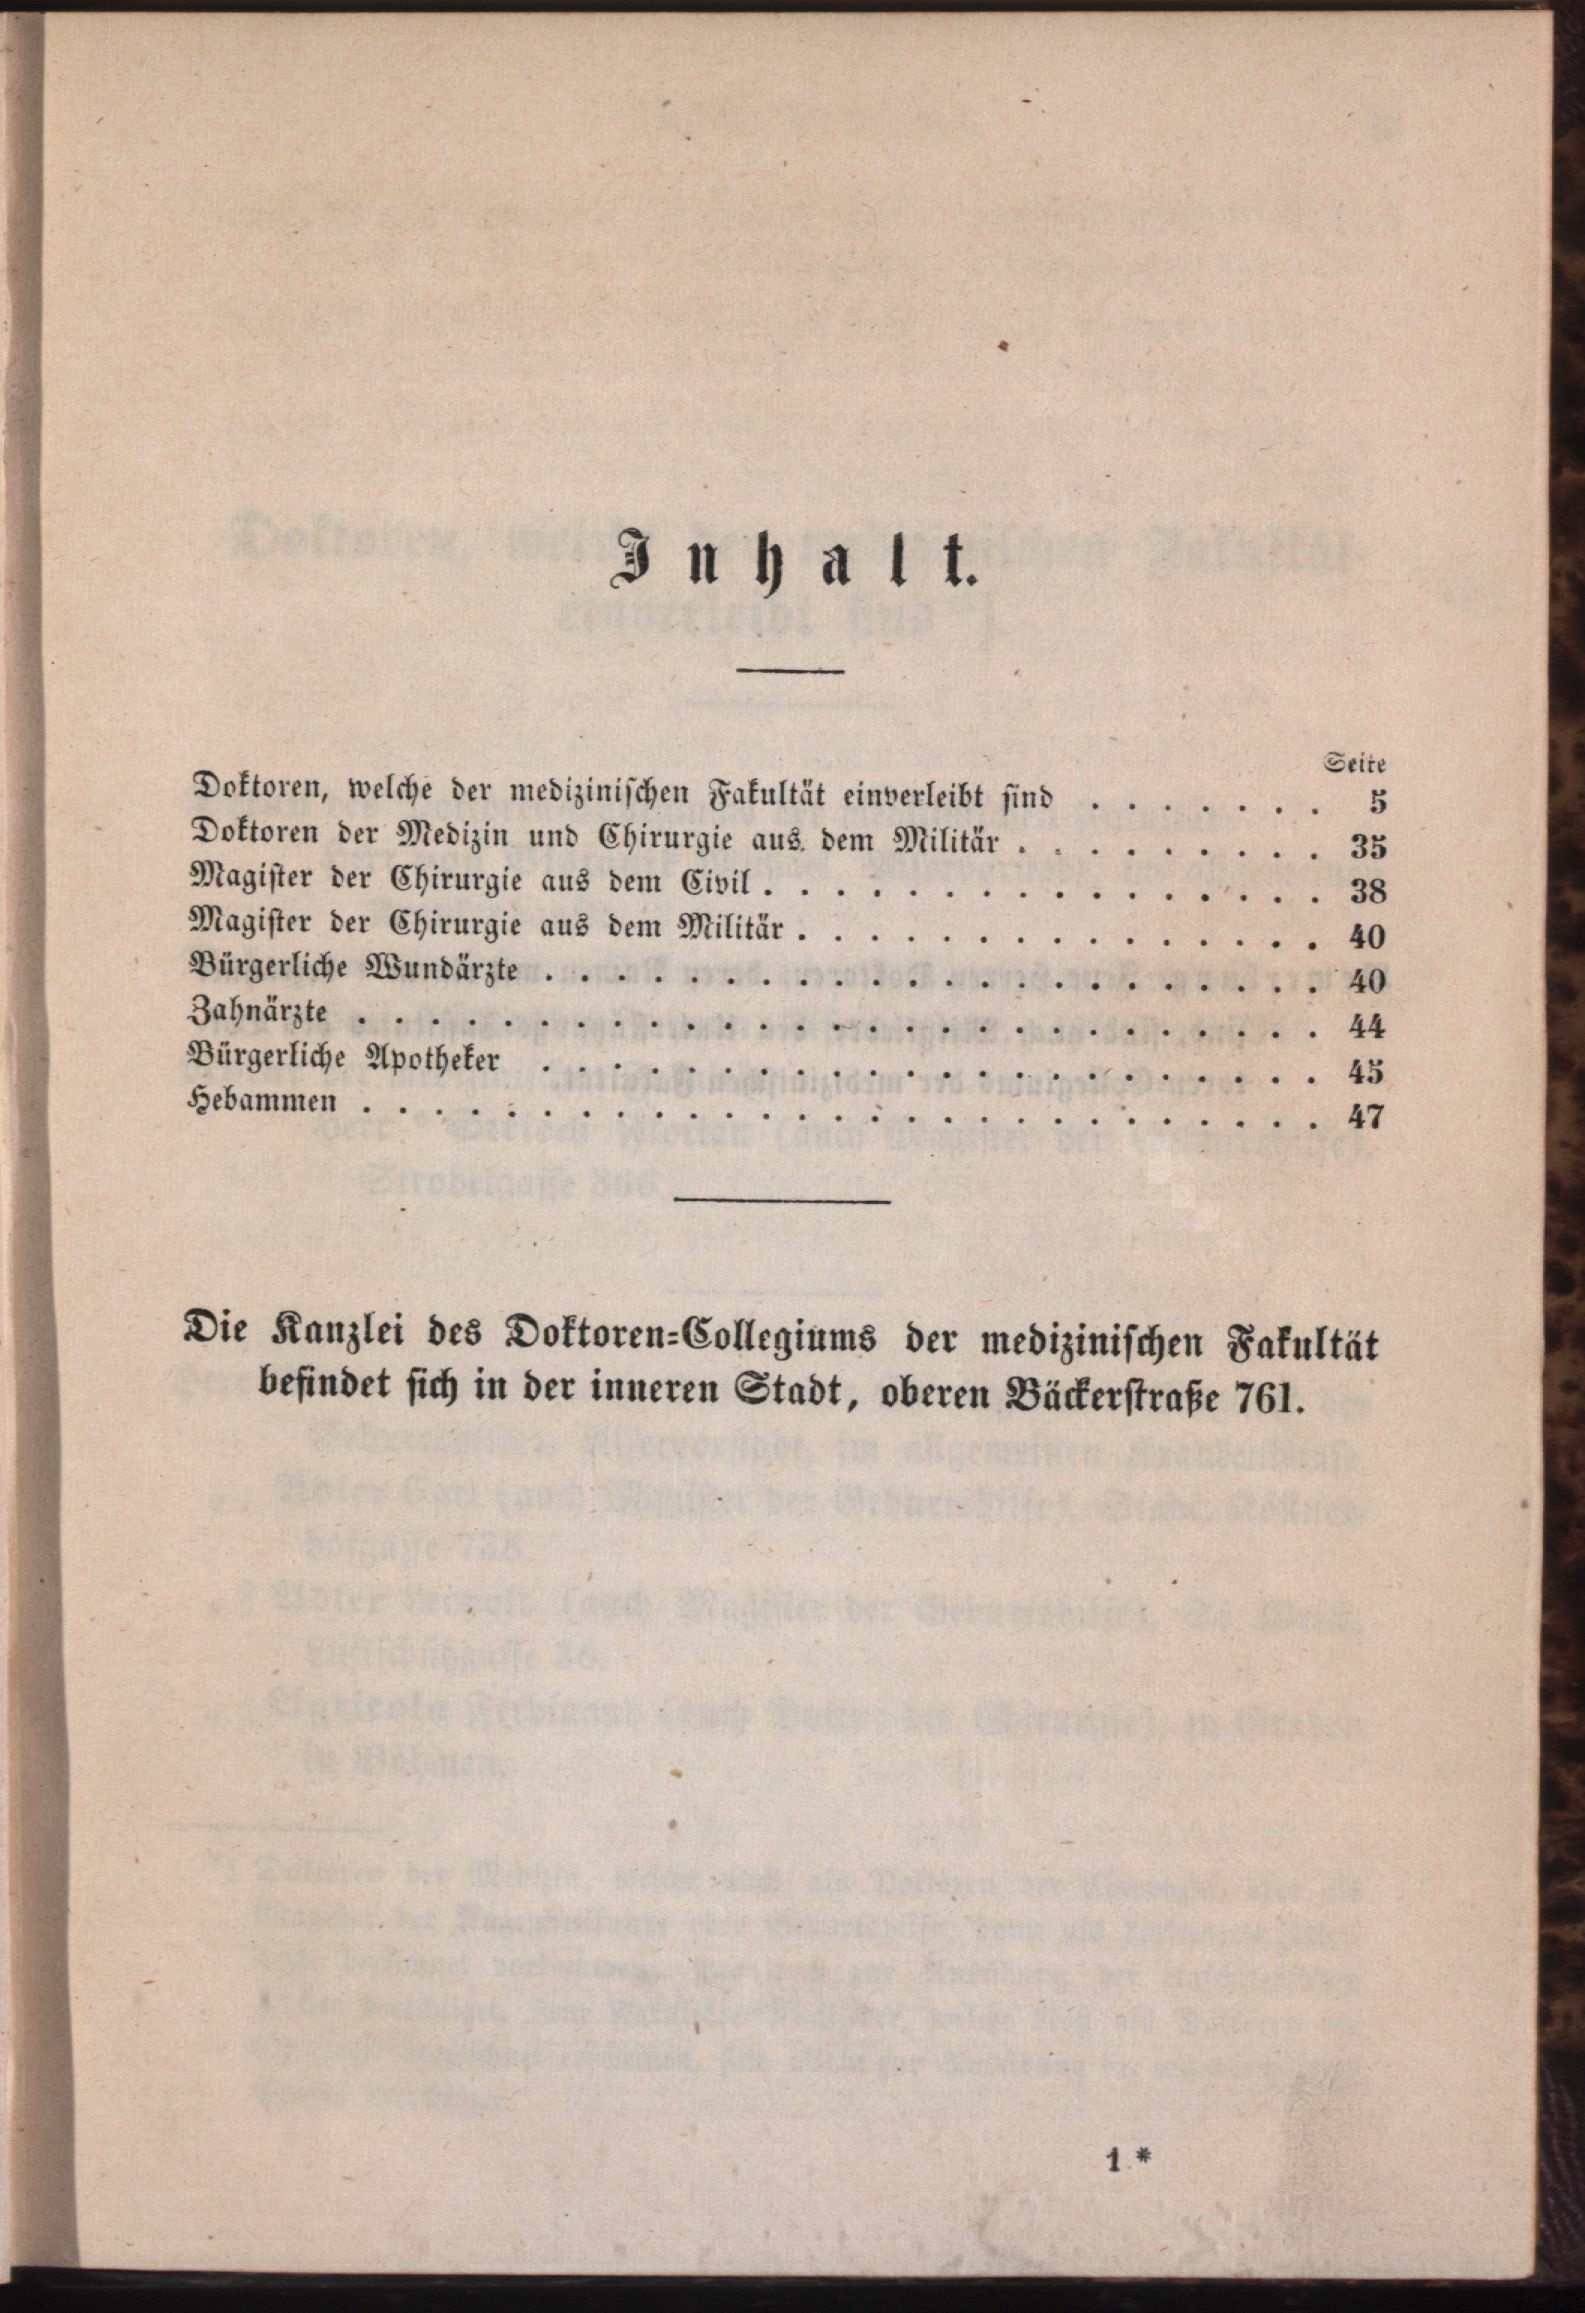 Inhalt.
Seite
Doktoren, welche der medizinischen Fakultät einverleibt sind . . . . . . . 5
Doktoren der Medizin und Chirurgie aus dem Militär . . . . . . . . . 35
Magister der Chirurgie aus dem Civil . . . . . . . . . . . . . . . . 38
Magister der Chirurgie aus dem Militär . . . . . . . . . . . . . . . 40
Bürgerliche Wundärzte . . . . . . . . . . . . . . . . . . . . . . 40
Zahnärzte . . . . . . . . . . . . . . . . . . . . . . . . . . . 44
Bürgerliche Apotheker . . . . . . . . . . . . . . . . . . . . . . 45
Hebammen . . . . . . . . . . . . . . . . . . . . . . . . . . . 47
Die Kanzlei des Doktoren-Collegiums der medizinischen Fakultät
befindet sich in der inneren Stadt, oberen Bäckerstraße 761.
1 *